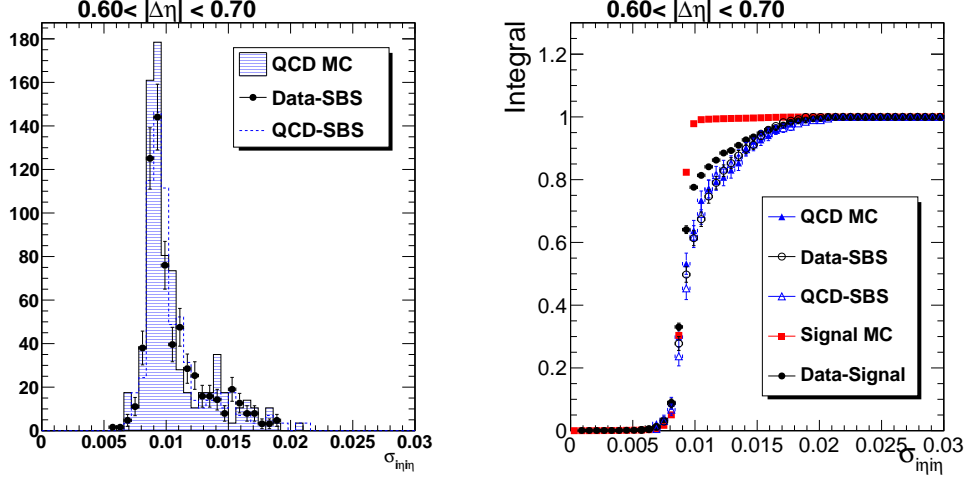 0.60< |Δη| < 0.70
180
160
140
120
100
80
60
40
20
0
0 0.005 0.01 0.015 0.02 0.025 0.03
σiηiη
QCD MC
Data-SBS
QCD-SBS
0.60< |Δη| < 0.70
Integral
1.2
1
0.8
0.6
0.4
0.2
0
0 0.005 0.01 0.015 0.02 0.025 0.03
σiηiη
QCD MC
Data-SBS
QCD-SBS
Signal MC
Data-Signal